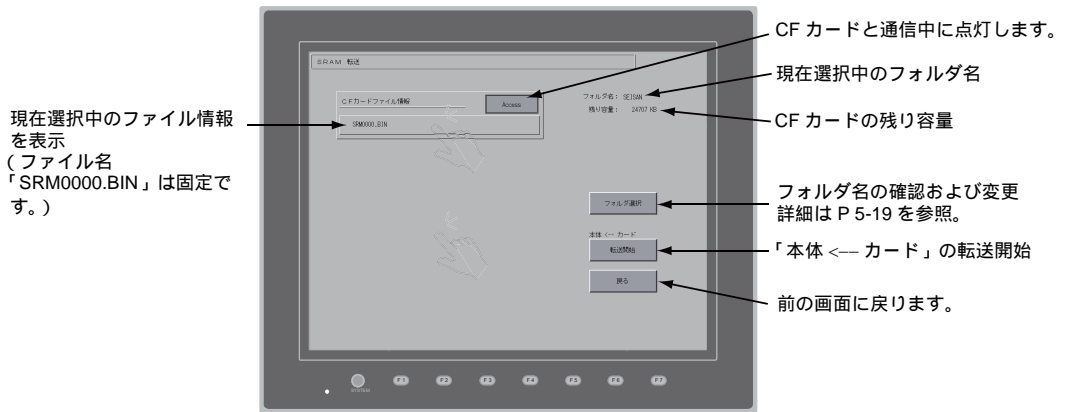 CF カードと通信中に点灯します。
SRAM 転送
現在選択中のフォルダ名
CFカードファイル情報
Access
フォルダ名: SEISAN
残り容量: 24707 KB
現在選択中のファイル情報
を表示
(ファイル名
「SRM0000.BIN」は固定で
す。)
SRM0000.BIN
CF カードの残り容量
フォルダ選択
フォルダ名の確認および変更
詳細は P 5-19 を参照。
本体 <-- カード
転送開始
「本体 <–– カード」の転送開始
戻る
前の画面に戻ります。
SYSTEM
F1
F2
F3
F4
F5
F6
F7